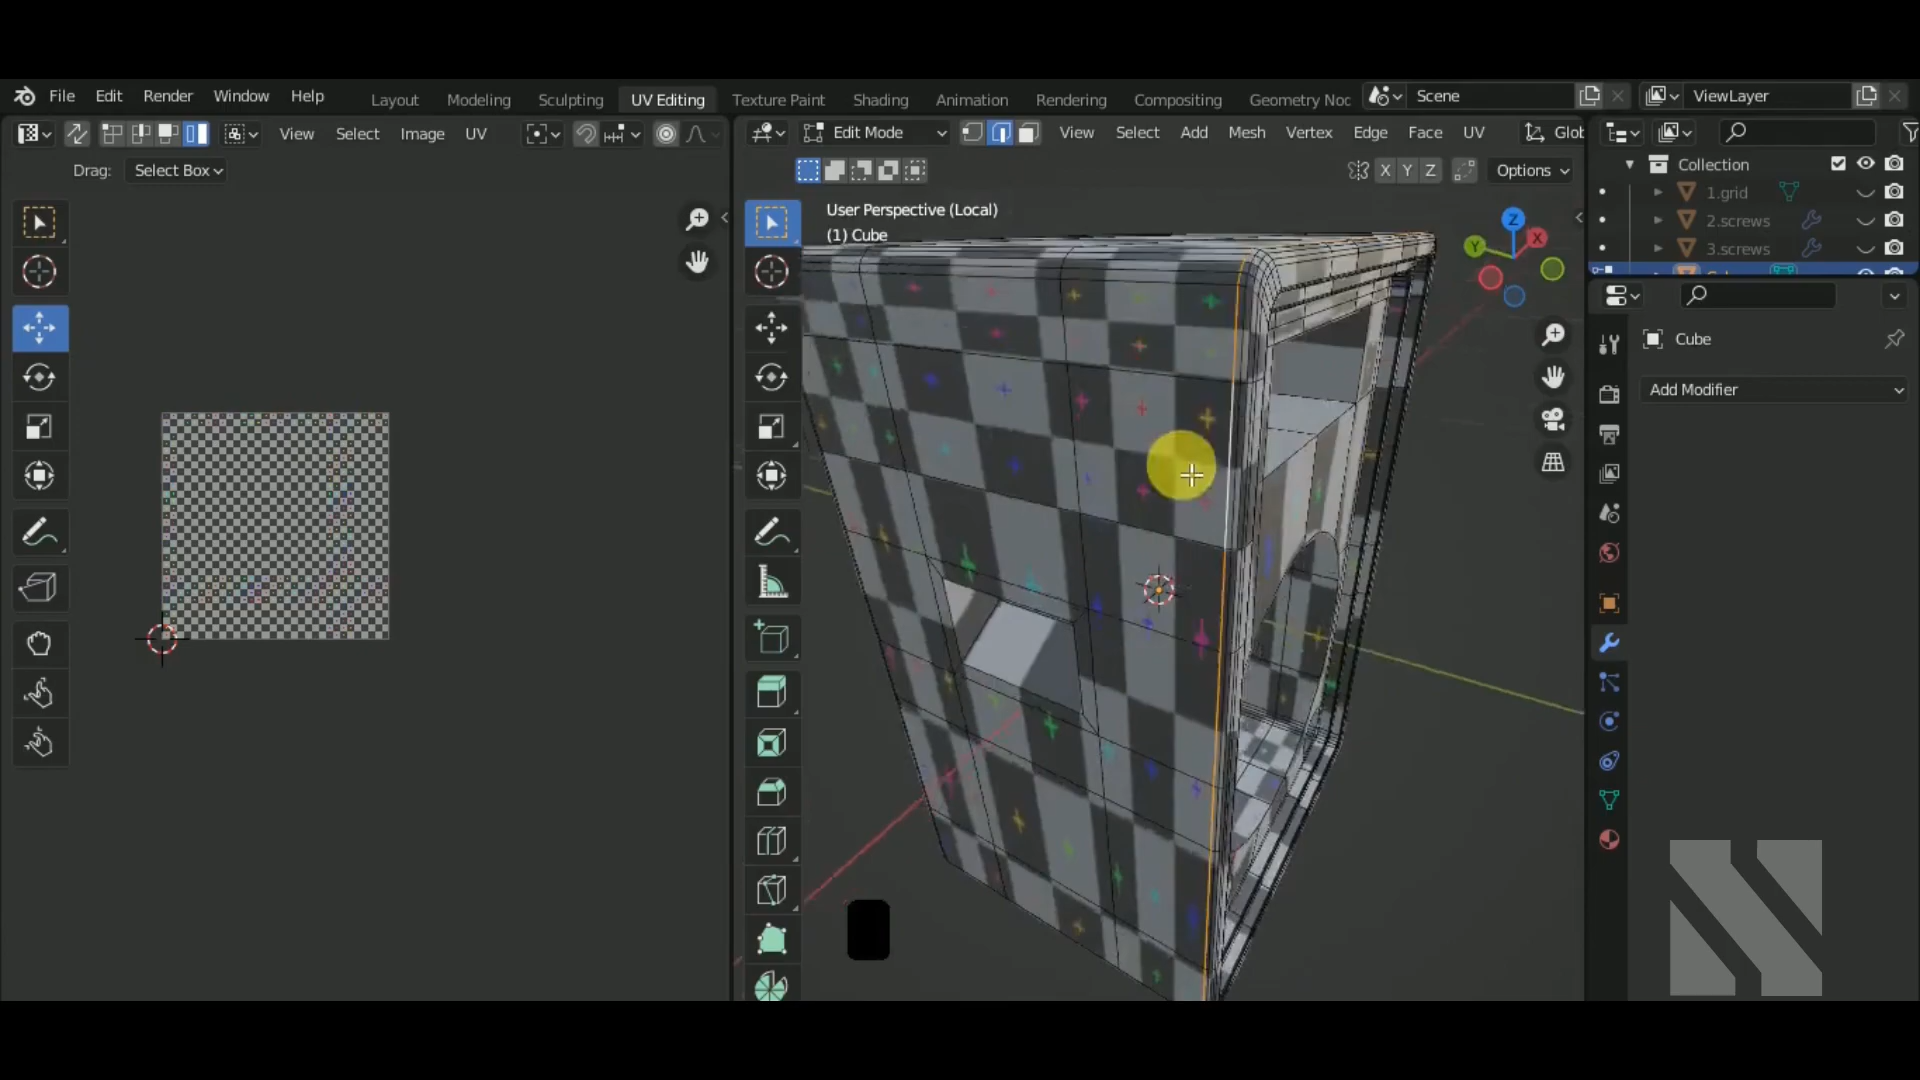 File Edit Render Window Help Layout Modeling Sculpting UV Editing Texture Paint Shading Animation Rendering Compositing Geometry Noc Scene ViewLayer
View Select Image UV Edit Mode View Select Add Mesh Vertex Edge Face UV Glob
Drag: Select Box X Y Z Options
Collection
1.grid
2.screws
3.screws
User Perspective (Local)
(1) Cube
Z
Y
X
Cube
Add Modifier